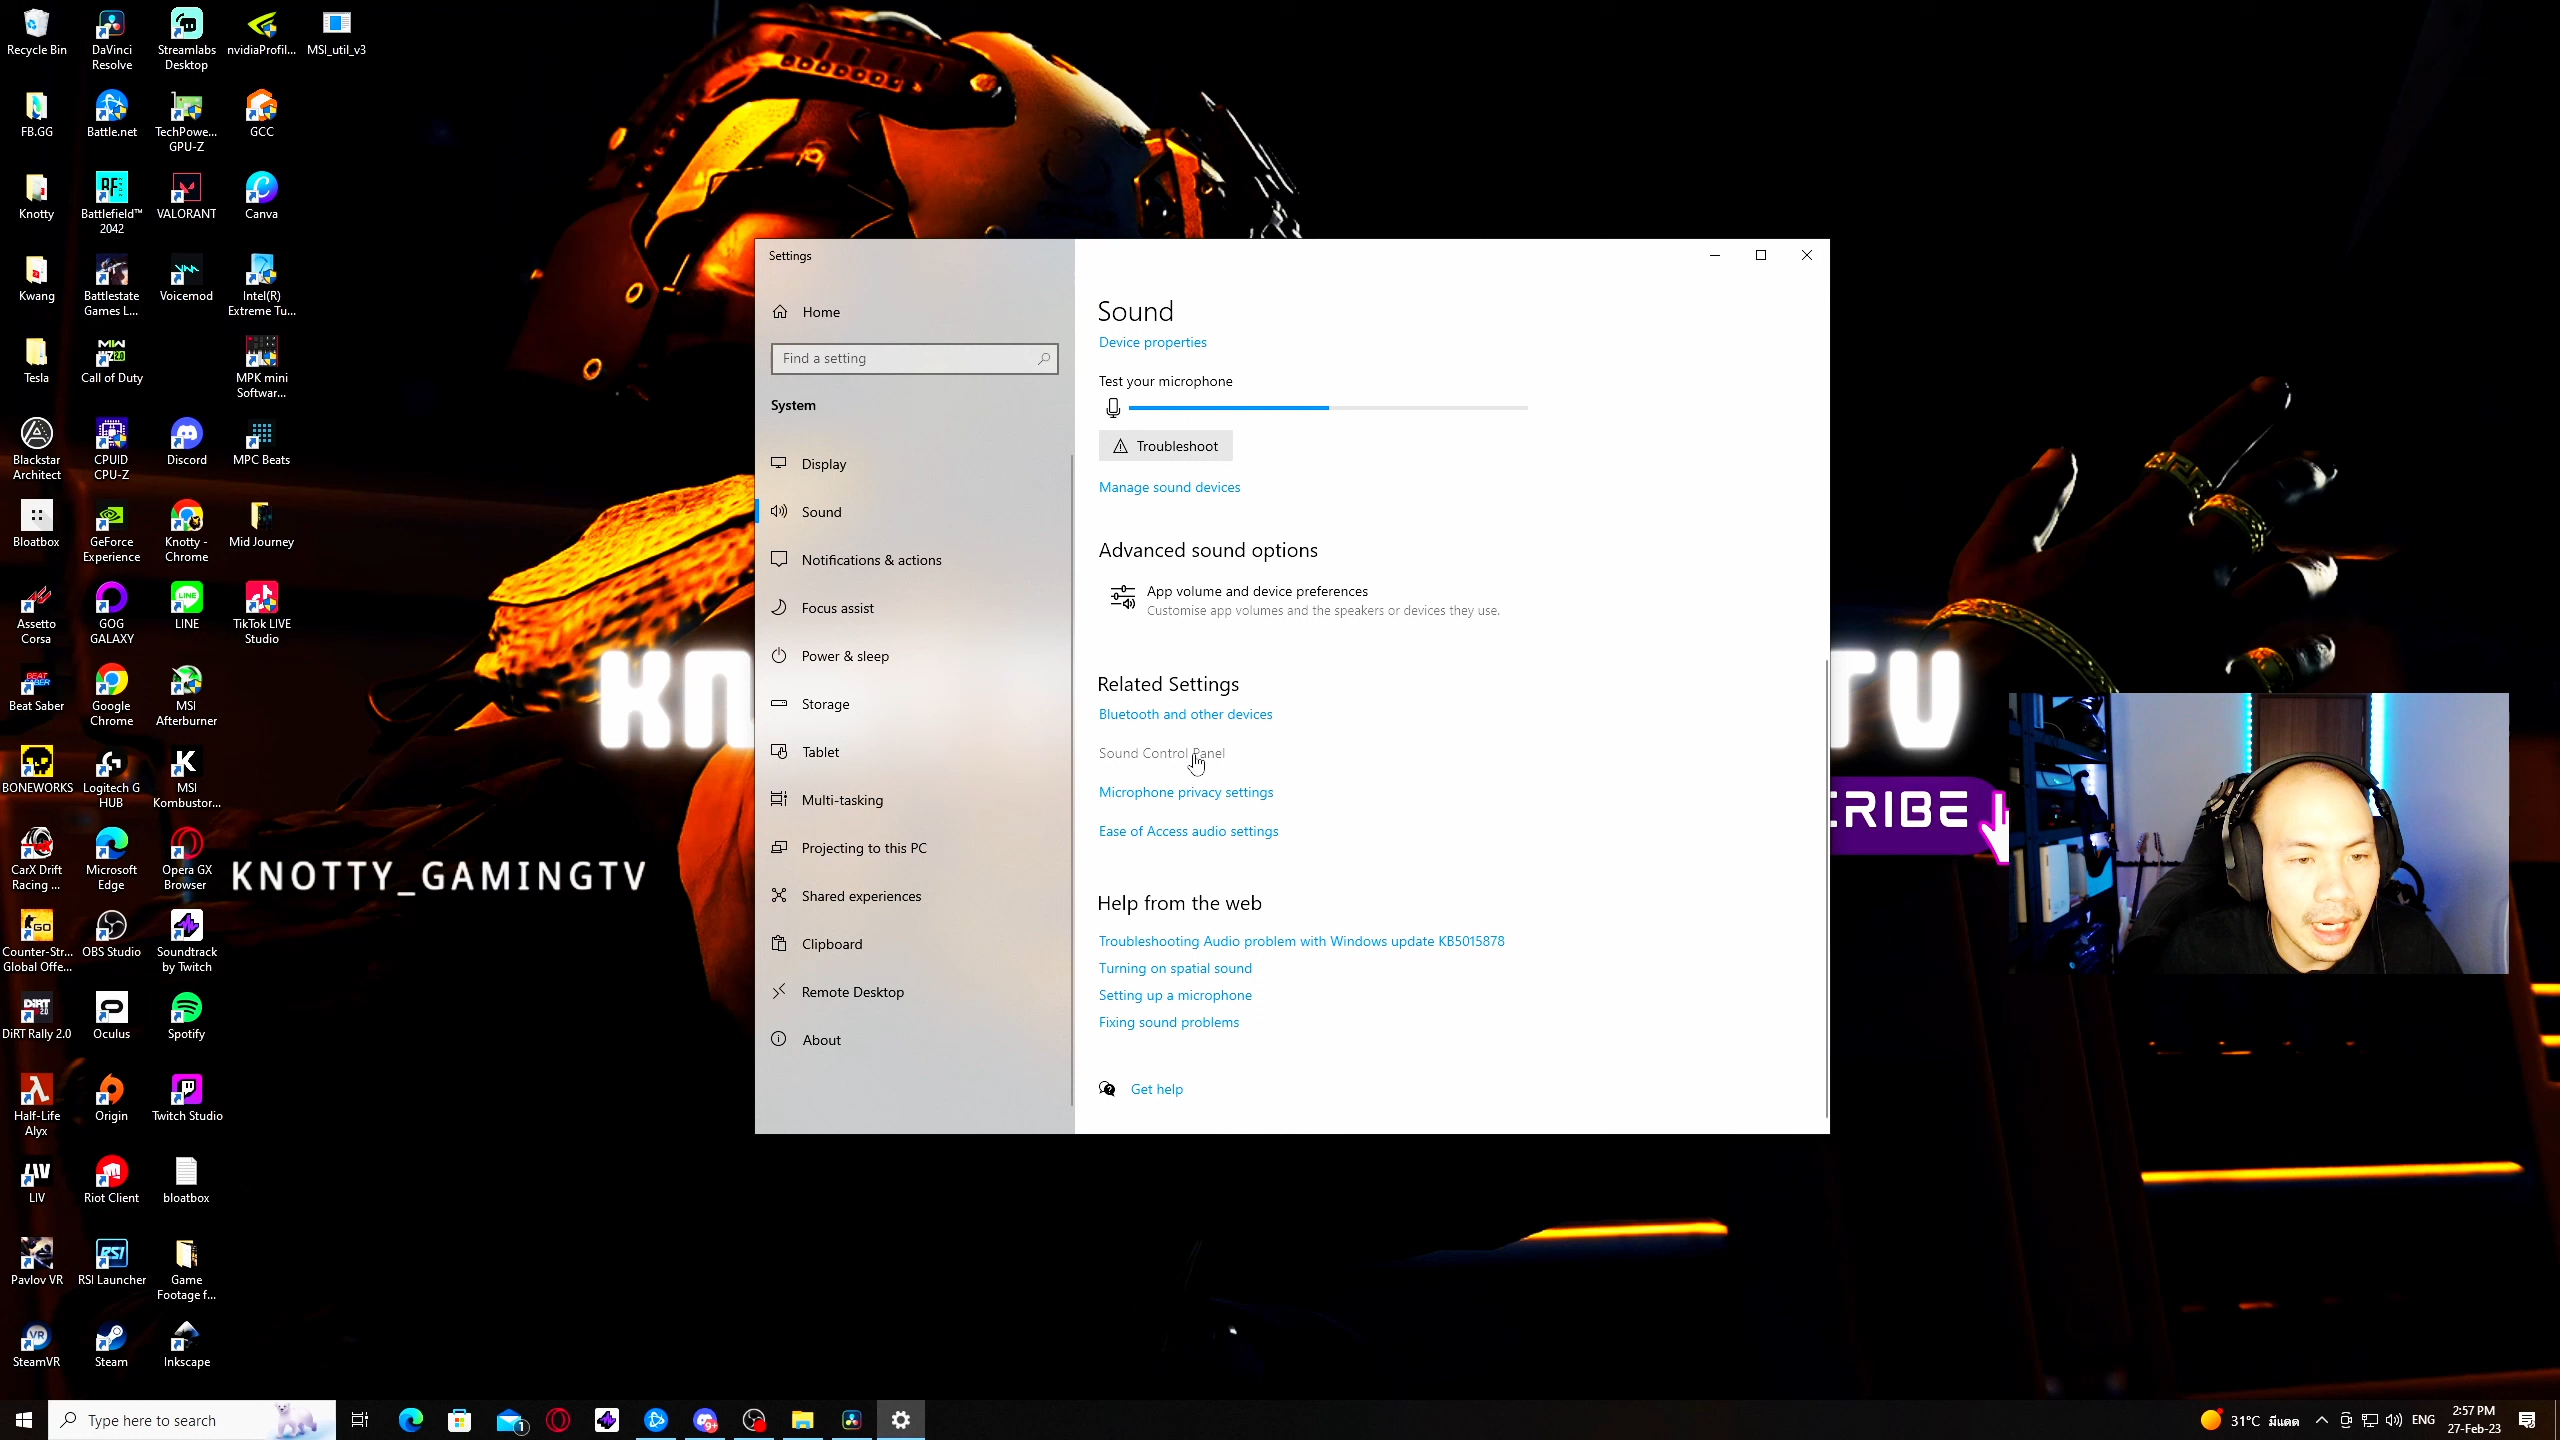 Recycle Bin
DaVinci
Resolve
Streamlabs
Desktop
nvidiaProfil...
MSI_util_v3
FB.GG
Battle.net
TechPowe...
GPU-Z
GCC
Knotty
Battlefield™
2042
VALORANT
Canva
Kwang
Battlestate
Games L...
Voicemod
Intel(R)
Extreme Tu...
Tesla
Call of Duty
MPK mini
Softwar...
Blackstar
Architect
CPUID
CPU-Z
Discord
MPC Beats
Bloatbox
GeForce
Experience
Knotty -
Chrome
Mid Journey
Assetto
Corsa
GOG
GALAXY
LINE
TikTok LIVE
Studio
Beat Saber
Google
Chrome
MSI
Afterburner
BONEWORKS
Logitech G
HUB
MSI
Kombustor...
CarX Drift
Racing ...
Microsoft
Edge
Opera GX
Browser
Counter-Str...
Global Offe...
OBS Studio
Soundtrack
by Twitch
DiRT Rally 2.0
Oculus
Spotify
Half-Life
Alyx
Origin
Twitch Studio
LIV
Riot Client
bloatbox
Pavlov VR
RSI Launcher
Game
Footage f...
SteamVR
Steam
Inkscape
KNOTTY_GAMINGTV
KN
TV
CRIBE
Settings
Home
Find a setting
System
Display
Sound
Notifications & actions
Focus assist
Power & sleep
Storage
Tablet
Multi-tasking
Projecting to this PC
Shared experiences
Clipboard
Remote Desktop
About
Sound
Device properties
Test your microphone
Troubleshoot
Manage sound devices
Advanced sound options
App volume and device preferences
Customise app volumes and the speakers or devices they use.
Related Settings
Bluetooth and other devices
Sound Control Panel
Microphone privacy settings
Ease of Access audio settings
Help from the web
Troubleshooting Audio problem with Windows update KB5015878
Turning on spatial sound
Setting up a microphone
Fixing sound problems
Get help
Type here to search
1
9+
31°C มีแดด
ENG
2:57 PM
27-Feb-23